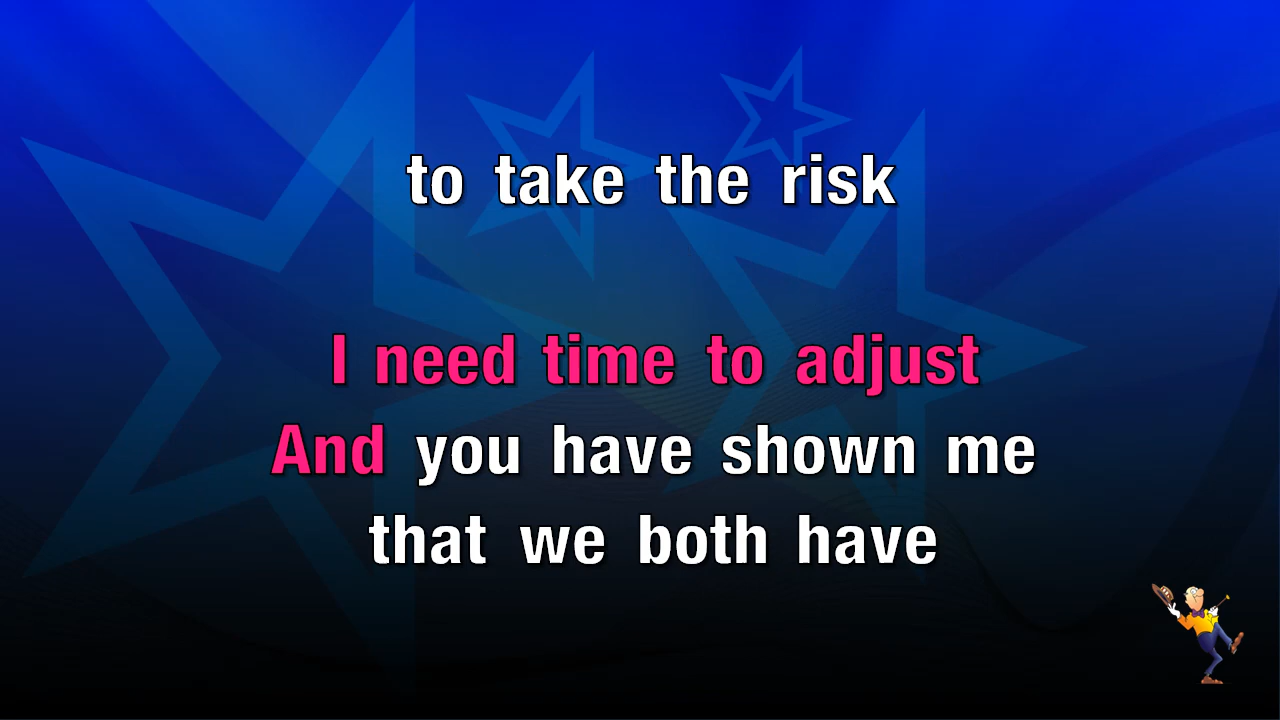 to take the risk
I need time to adjust
And you have shown me
that we both have